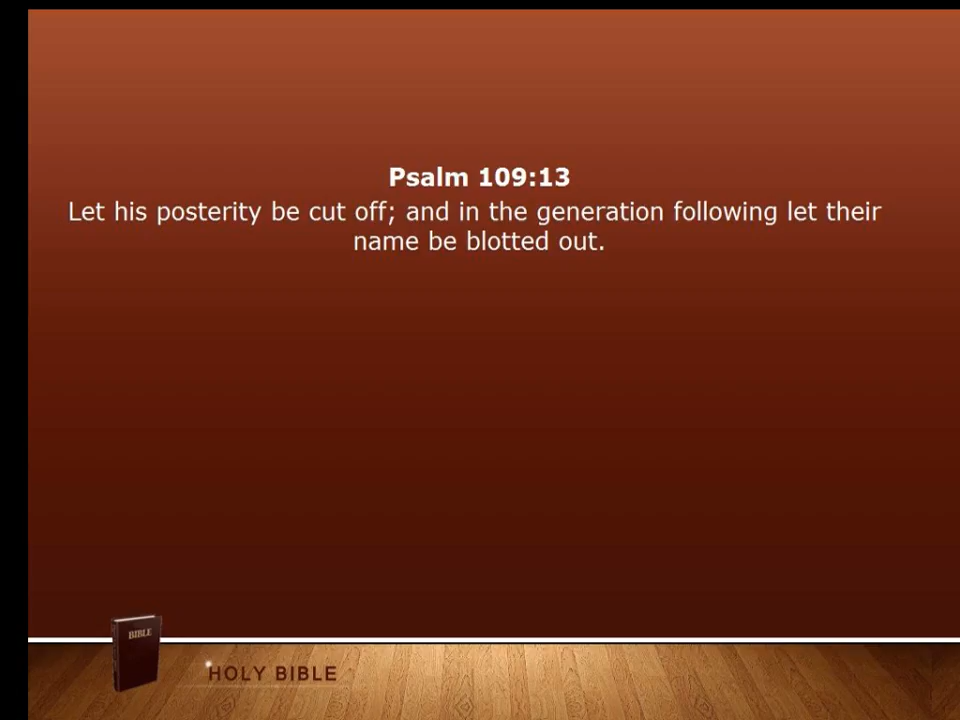 Psalm 109:13
Let his posterity be cut off; and in the generation following let their
name be blotted out.
BIBLE
HOLY BIBLE